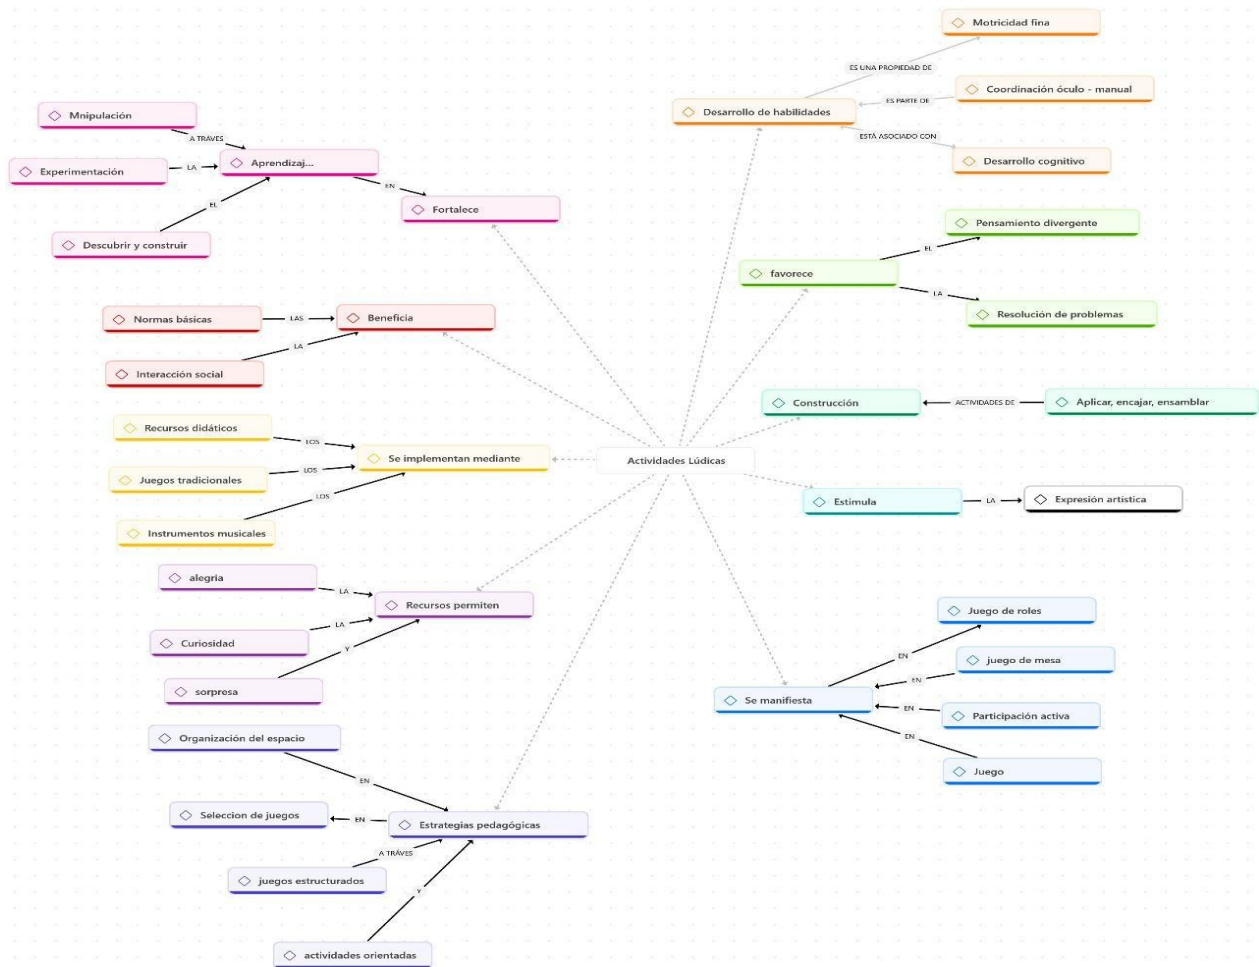 Motricidad fina
ES UNA PROPIEDAD DE
Coordinación óculo - manual
ES PARTE DE
Desarrollo de habilidades
ESTÁ ASOCIADO CON
Desarrollo cognitivo
Mnipulación
A TRÁVES
Aprendizaj...
Experimentación
LA
EN
EL
Fortalece
Descubrir y construir
Pensamiento divergente
EL
favorece
LA
Resolución de problemas
Normas básicas
LAS
Beneficia
LA
Interacción social
Construcción
ACTIVIDADES DE
Aplicar, encajar, ensamblar
Recursos didáticos
LOS
Se implementan mediante
Juegos tradicionales
LOS
LOS
Instrumentos musicales
Actividades Lúdicas
Estimula
LA
Expresión artística
alegria
LA
Recursos permiten
Curiosidad
LA
Y
sorpresa
Juego de roles
EN
juego de mesa
EN
Se manifiesta
EN
Participación activa
EN
Juego
Organización del espacio
EN
Seleccion de juegos
EN
Estrategias pedagógicas
A TRÁVES
juegos estructurados
Y
actividades orientadas